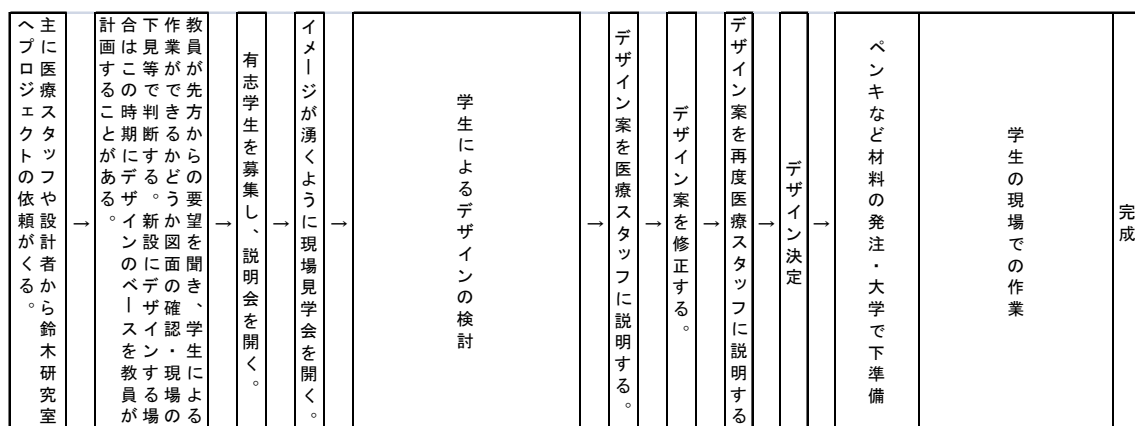 主に医療スタッフや設計者から鈴木研究室
へプロジェクトの依頼がくる。
→
教員が先方からの要望を聞き、学生による
作業ができるかどうか図面の確認・現場の
下見等で判断する。新設にデザインする場
合はこの時期にデザインのベースを教員が
計画することがある。
→
有志学生を募集し、説明会を開く。
→
イメージが湧くように現場見学会を開く。
→
学生によるデザインの検討
→
デザイン案を医療スタッフに説明する。
→
デザイン案を修正する。
→
デザイン案を再度医療スタッフに説明する
→
デザイン決定
→
ペンキなど材料の発注・大学で下準備
学生の現場での作業
完成